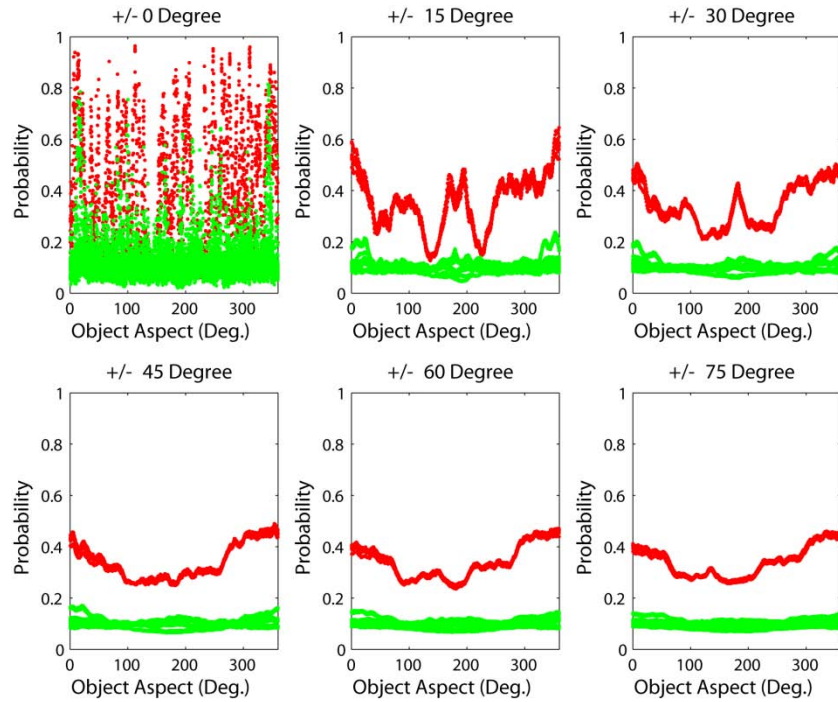 +/- 0 Degree
Probability
1
0.8
0.6
0.4
0.2
0
0 100 200 300
Object Aspect (Deg.)
+/- 15 Degree
Probability
1
0.8
0.6
0.4
0.2
0
0 100 200 300
Object Aspect (Deg.)
+/- 30 Degree
Probability
1
0.8
0.6
0.4
0.2
0
0 100 200 300
Object Aspect (Deg.)
+/- 45 Degree
Probability
1
0.8
0.6
0.4
0.2
0
0 100 200 300
Object Aspect (Deg.)
+/- 60 Degree
Probability
1
0.8
0.6
0.4
0.2
0
0 100 200 300
Object Aspect (Deg.)
+/- 75 Degree
Probability
1
0.8
0.6
0.4
0.2
0
0 100 200 300
Object Aspect (Deg.)